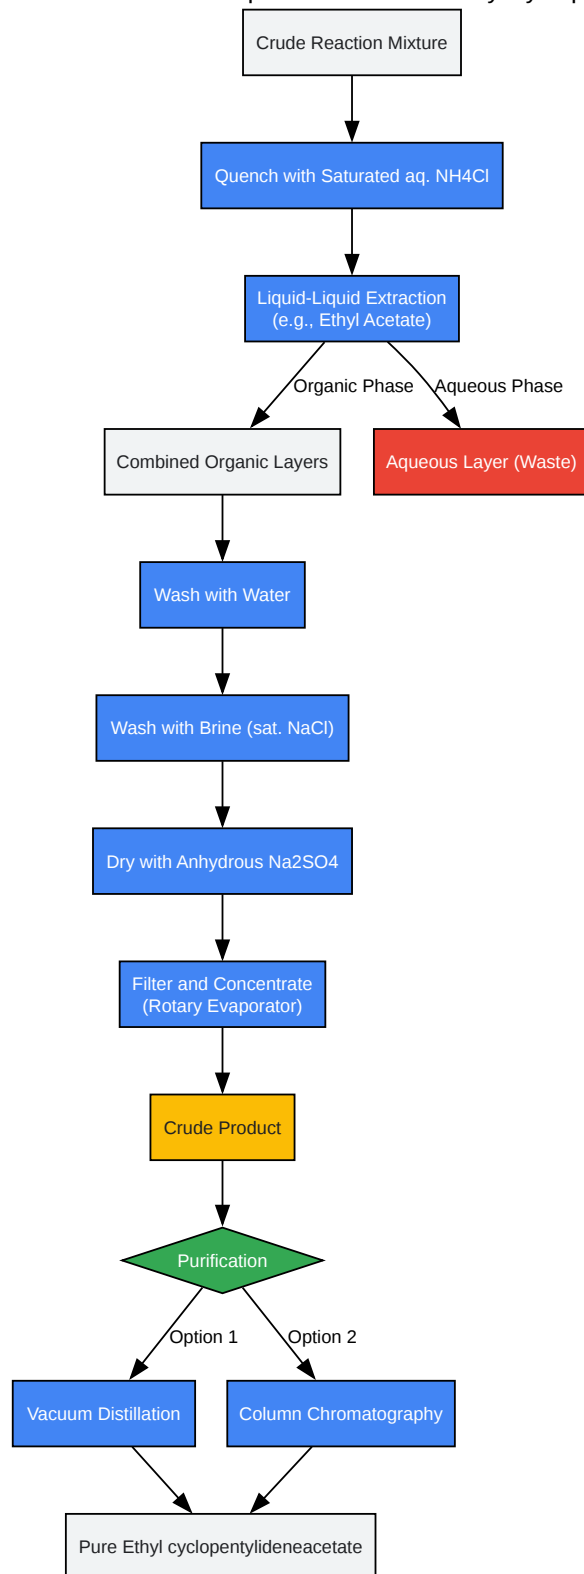 Crude Reaction Mixture
Quench with Saturated aq. NH4Cl
Liquid-Liquid Extraction
(e.g., Ethyl Acetate)
Organic Phase
Aqueous Phase
Combined Organic Layers
Aqueous Layer (Waste)
Wash with Water
Wash with Brine (sat. NaCl)
Dry with Anhydrous Na2SO4
Filter and Concentrate
(Rotary Evaporator)
Crude Product
Purification
Option 1
Option 2
Vacuum Distillation
Column Chromatography
Pure Ethyl cyclopentylideneacetate